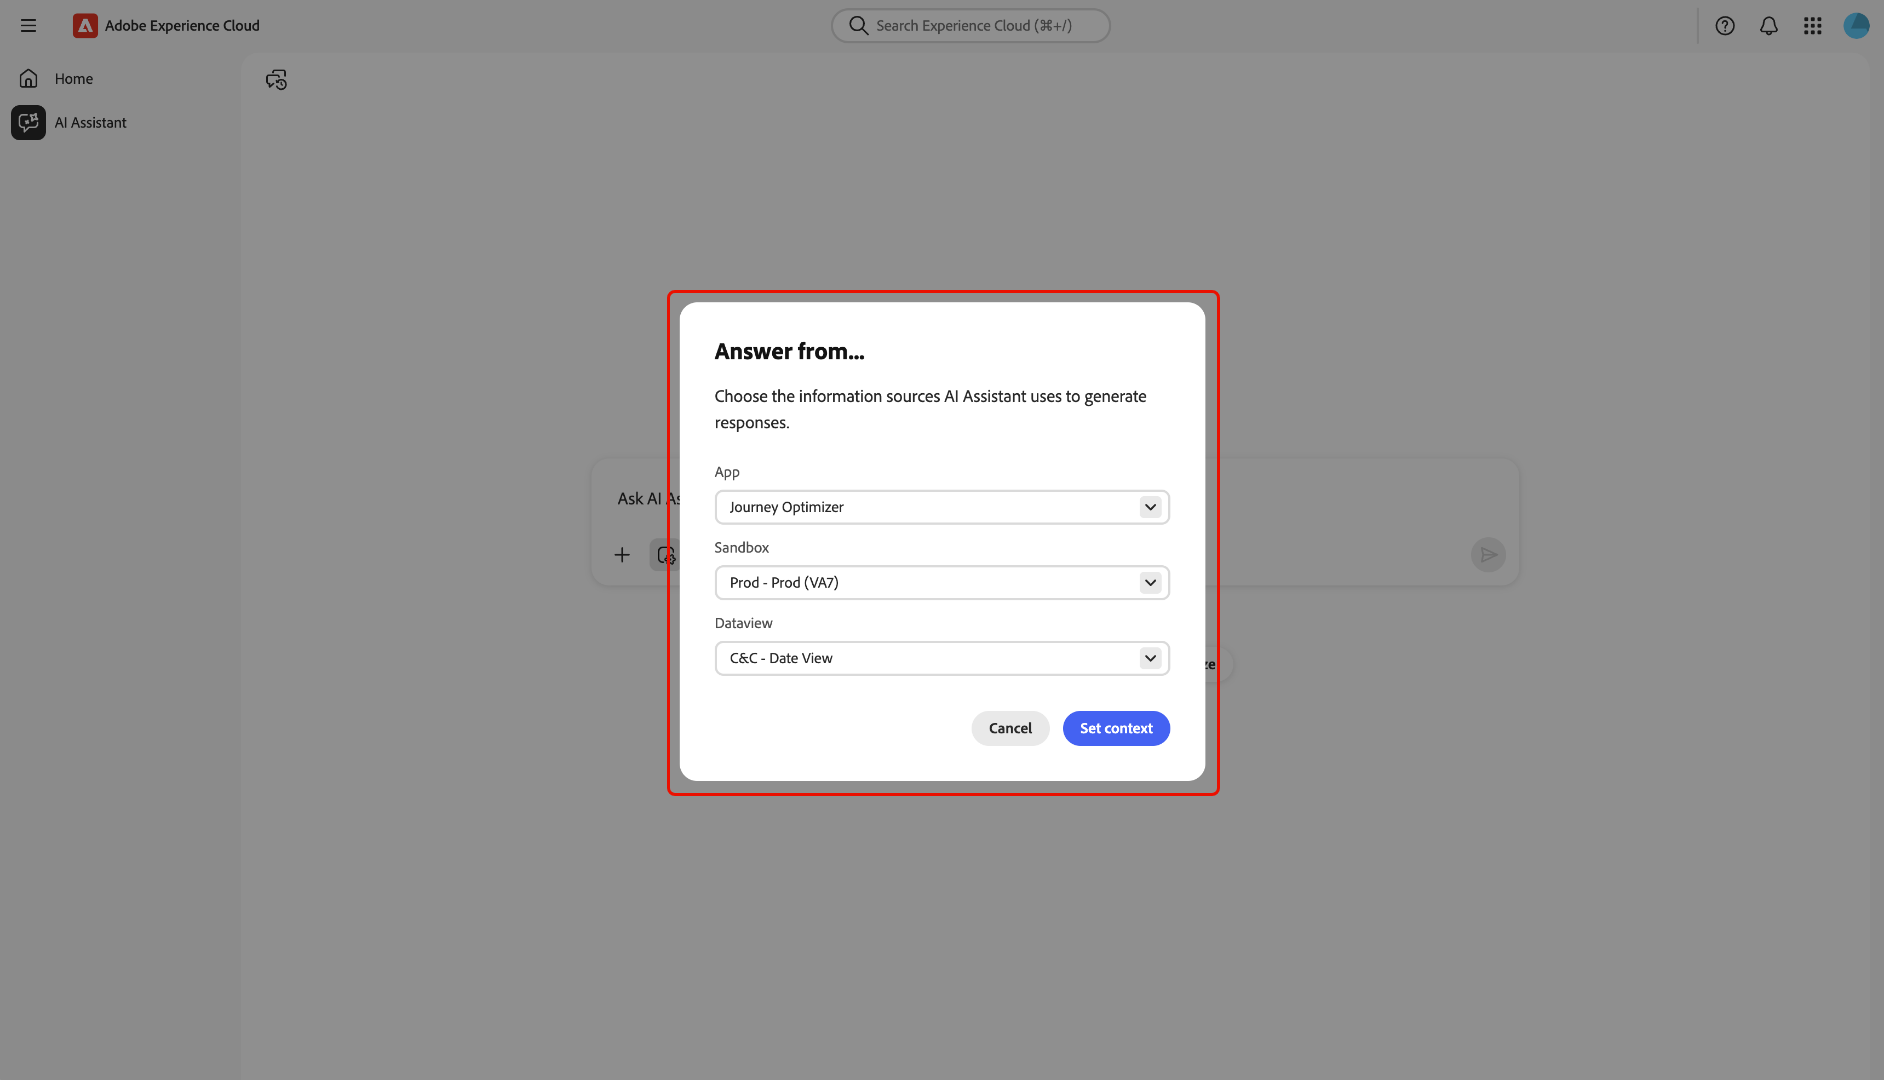 Adobe Experience Cloud
Search Experience Cloud (⌘+/)
Home
AI Assistant
Answer from...
Choose the information sources AI Assistant uses to generate
responses.
App
Journey Optimizer
Sandbox
Prod - Prod (VA7)
Dataview
C&C - Date View
Cancel
Set context
Ask AI As
ze